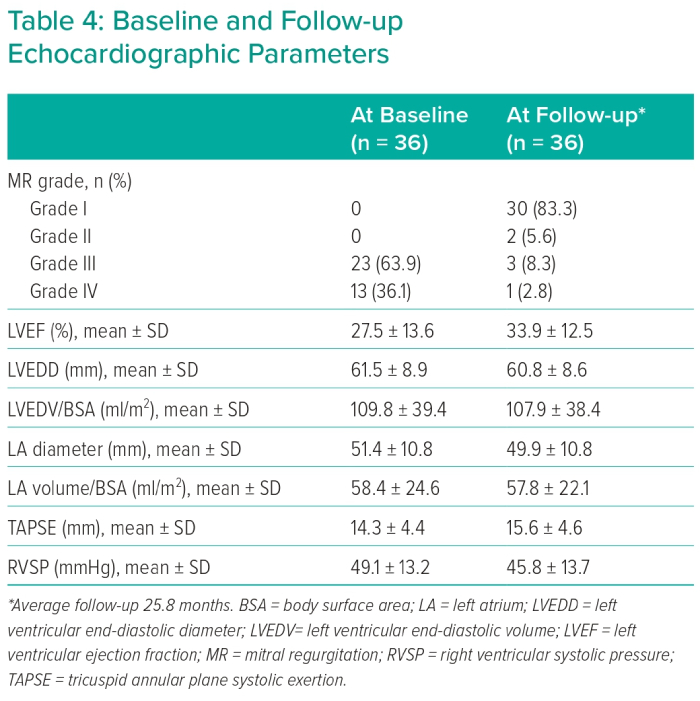 Table 4: Baseline and Follow-up
Echocardiographic Parameters
At Baseline At Follow-up*
(n = 36) (n = 36)
MR grade, n (%)
Grade I 0 30 (83.3)
Grade II 0 2 (5.6)
Grade III 23 (63.9) 3 (8.3)
Grade IV 13 (36.1) 1 (2.8)
LVEF (%), mean ± SD 27.5 ± 13.6 33.9 ± 12.5
LVEDD (mm), mean ± SD 61.5 ± 8.9 60.8 ± 8.6
LVEDV/BSA (ml/m²), mean ± SD 109.8 ± 39.4 107.9 ± 38.4
LA diameter (mm), mean ± SD 51.4 ± 10.8 49.9 ± 10.8
LA volume/BSA (ml/m²), mean ± SD 58.4 ± 24.6 57.8 ± 22.1
TAPSE (mm), mean ± SD 14.3 ± 4.4 15.6 ± 4.6
RVSP (mmHg), mean ± SD 49.1 ± 13.2 45.8 ± 13.7
*Average follow-up 25.8 months. BSA = body surface area; LA = left atrium; LVEDD = left
ventricular end-diastolic diameter; LVEDV= left ventricular end-diastolic volume; LVEF = left
ventricular ejection fraction; MR = mitral regurgitation; RVSP = right ventricular systolic pressure;
TAPSE = tricuspid annular plane systolic exertion.